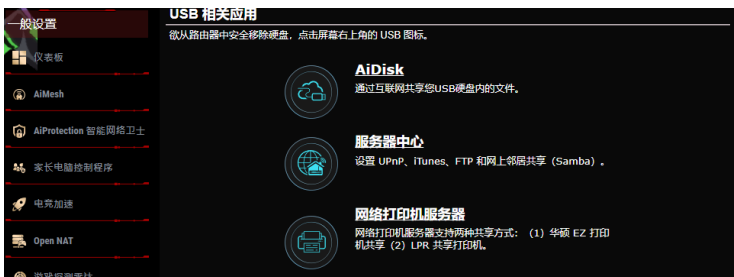 一般设置
仪表板
AiMesh
AiProtection 智能网络卫士
家长电脑控制程序
电竞加速
Open NAT
游戏探测雷达
USB 相关应用
欲从路由器中安全移除硬盘，点击屏幕右上角的 USB 图标。
AiDisk
通过互联网共享您USB硬盘内的文件。
服务器中心
设置 UPnP、iTunes、FTP 和网上邻居共享（Samba）.
网络打印机服务器
网络打印机服务器支持两种共享方式：（1）华硕 EZ 打印
机共享（2）LPR 共享打印机。